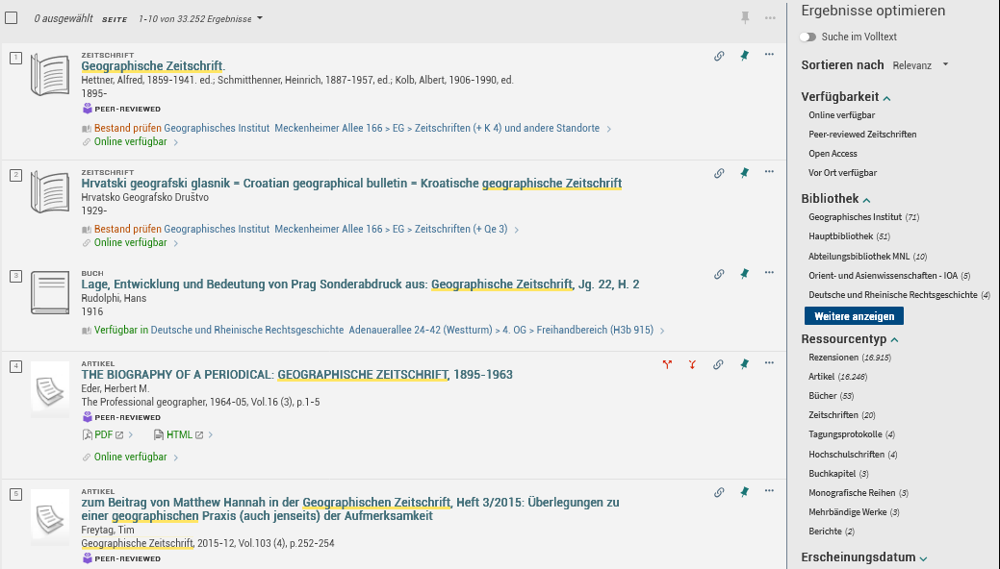 0 ausgewählt SEITE 1-10 von 33.252 Ergebnisse
1
ZEITSCHRIFT
Geographische Zeitschrift.
Hettner, Alfred, 1859-1941. ed.; Schmitthenner, Heinrich, 1887-1957, ed.; Kolb, Albert, 1906-1990, ed.
1895-
PEER-REVIEWED
Bestand prüfen Geographisches Institut Meckenheimer Allee 166 > EG > Zeitschriften (+ K 4) und andere Standorte >
Online verfügbar >
2
ZEITSCHRIFT
Hrvatski geografski glasnik = Croatian geographical bulletin = Kroatische geographische Zeitschrift
Hrvatsko Geografsko Društvo
1929-
Bestand prüfen Geographisches Institut Meckenheimer Allee 166 > EG > Zeitschriften (+ Qe 3) >
Online verfügbar >
3
BUCH
Lage, Entwicklung und Bedeutung von Prag Sonderabdruck aus: Geographische Zeitschrift, Jg. 22, H. 2
Rudolphi, Hans
1916
Verfügbar in Deutsche und Rheinische Rechtsgeschichte Adenauerallee 24-42 (Westturm) > 4. OG > Freihandbereich (H3b 915) >
4
ARTIKEL
THE BIOGRAPHY OF A PERIODICAL: GEOGRAPHISCHE ZEITSCHRIFT, 1895-1963
Eder, Herbert M.
The Professional geographer, 1964-05, Vol.16 (3), p.1-5
PEER-REVIEWED
PDF > HTML >
Online verfügbar >
5
ARTIKEL
zum Beitrag von Matthew Hannah in der Geographischen Zeitschrift, Heft 3/2015: Überlegungen zu
einer geographischen Praxis (auch jenseits) der Aufmerksamkeit
Freytag, Tim
Geographische Zeitschrift, 2015-12, Vol.103 (4), p.252-254
PEER-REVIEWED
Ergebnisse optimieren
Suche im Volltext
Sortieren nach Relevanz
Verfügbarkeit
Online verfügbar
Peer-reviewed Zeitschriften
Open Access
Vor Ort verfügbar
Bibliothek
Geographisches Institut (71)
Hauptbibliothek (51)
Abteilungsbibliothek MNL (10)
Orient- und Asienwissenschaften - IOA (5)
Deutsche und Rheinische Rechtsgeschichte (4)
Weitere anzeigen
Ressourcentyp
Rezensionen (16.915)
Artikel (16.246)
Bücher (53)
Zeitschriften (20)
Tagungsprotokolle (4)
Hochschulschriften (4)
Buchkapitel (3)
Monografische Reihen (3)
Mehrbändige Werke (3)
Berichte (2)
Erscheinungsdatum